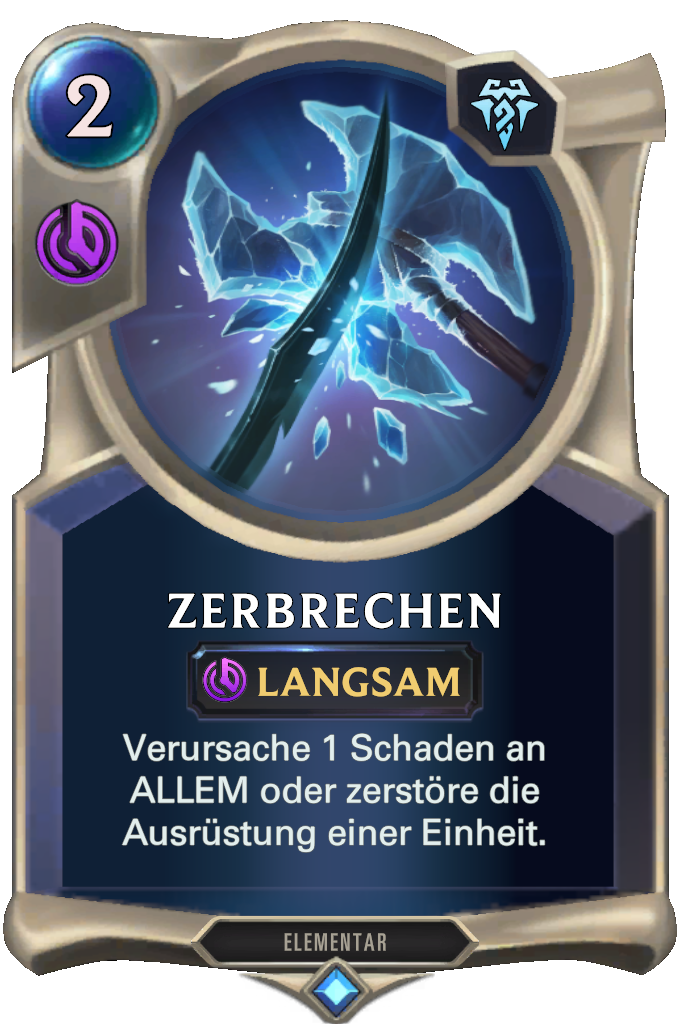 2
ZERBRECHEN
LANGSAM
Verursache 1 Schaden an
ALLEM oder zerstöre die
Ausrüstung einer Einheit.
ELEMENTAR